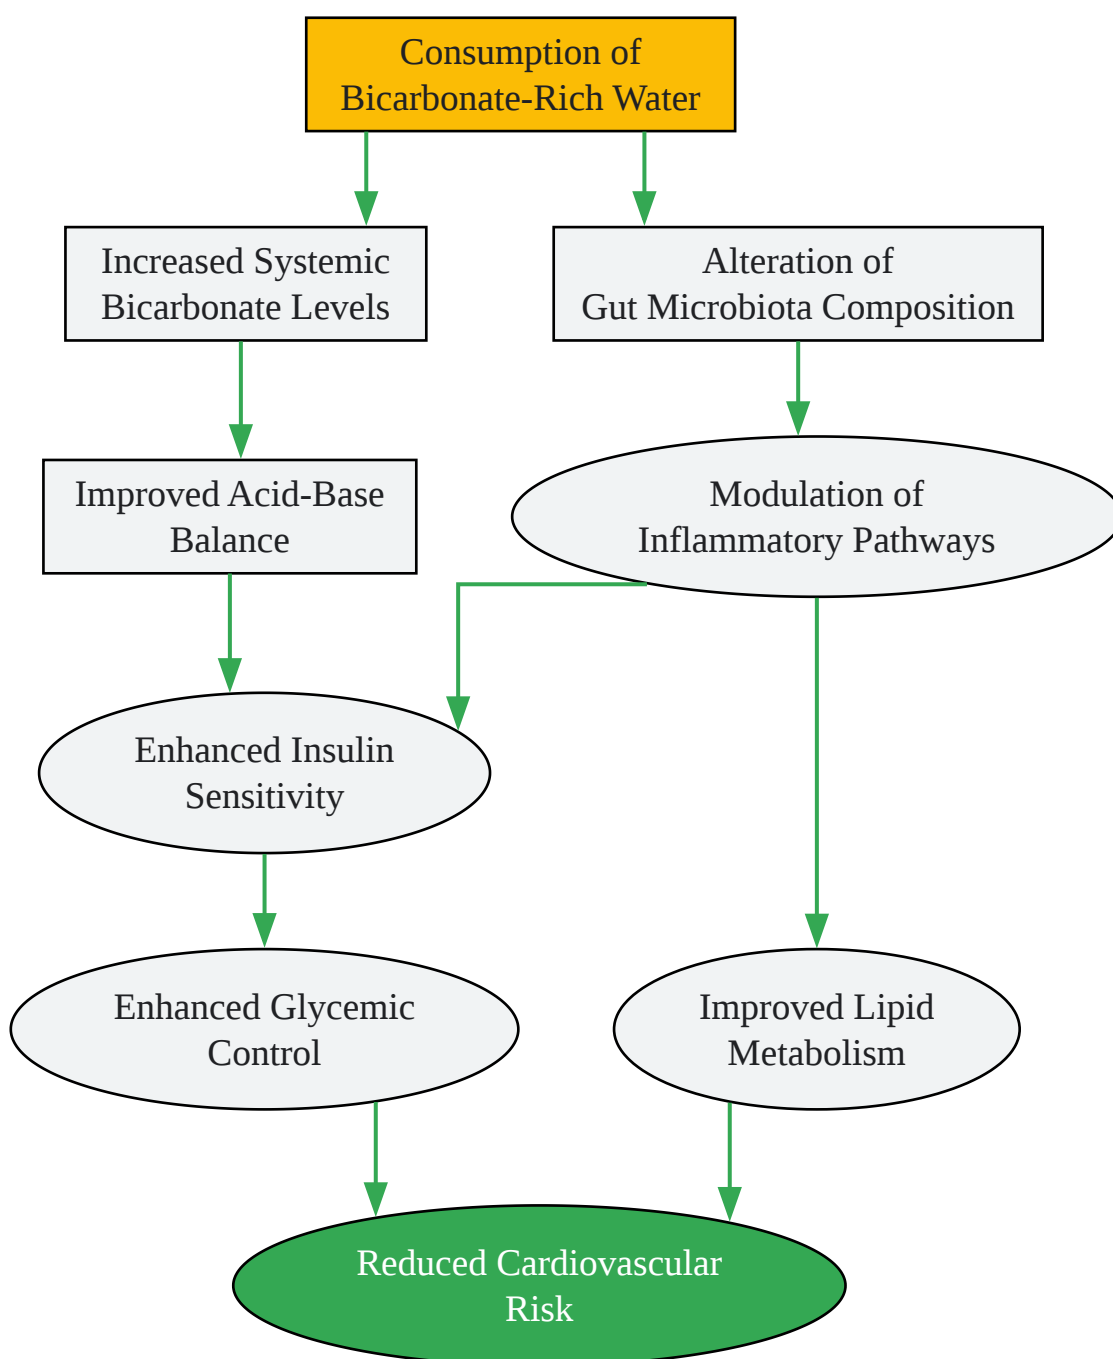 Consumption of
Bicarbonate-Rich Water
Increased Systemic
Bicarbonate Levels
Alteration of
Gut Microbiota Composition
Improved Acid-Base
Balance
Modulation of
Inflammatory Pathways
Enhanced Insulin
Sensitivity
Enhanced Glycemic
Control
Improved Lipid
Metabolism
Reduced Cardiovascular
Risk